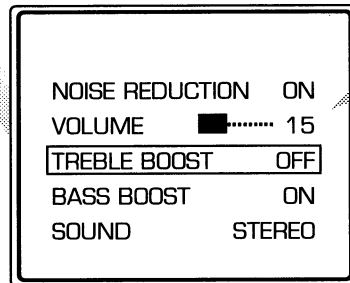 NOISE REDUCTION ON
VOLUME 15
TREBLE BOOST OFF
BASS BOOST ON
SOUND STEREO